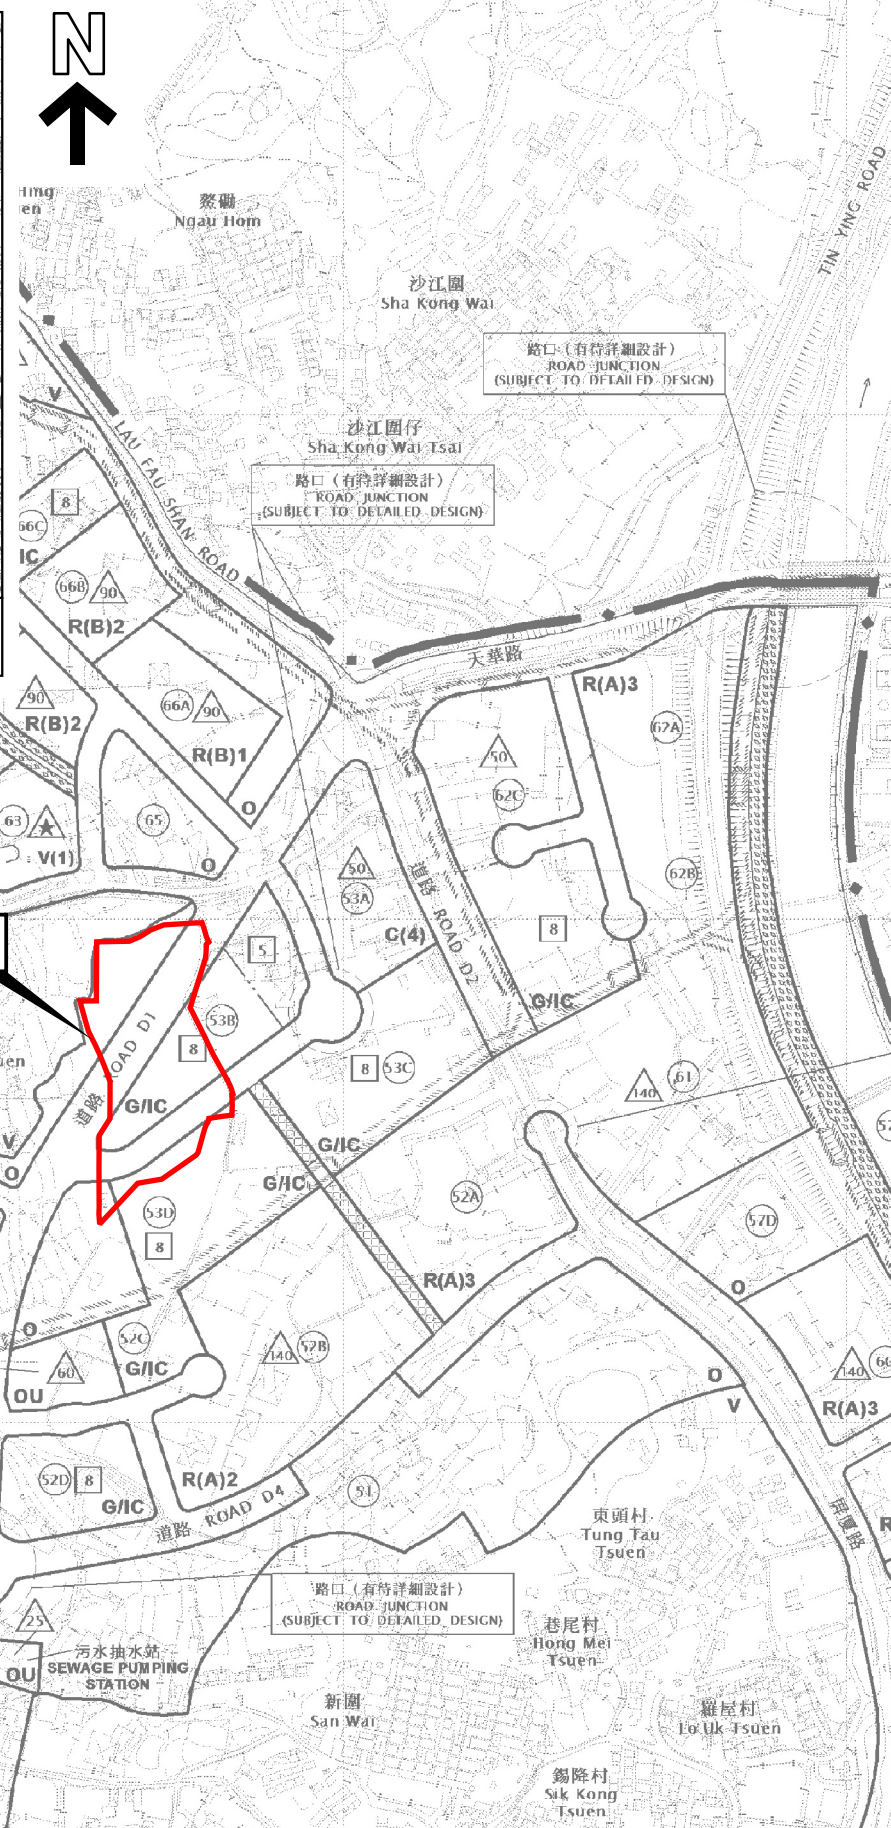 N
en
鰲磡
Ngau Hom
TIN YING ROAD
沙江圍
Sha Kong Wai
路口（有待詳細設計）
ROAD JUNCTION
(SUBJECT TO DETAILED DESIGN)
V
LAU FAU SHAN ROAD
沙江圍仔
Sha Kong Wai Tsai
路口（有待詳細設計）
ROAD JUNCTION
(SUBJECT TO DETAILED DESIGN)
8
66C
IC
66B
90
R(B)2
天華路
R(A)3
90
R(B)2
66A
90
R(B)1
62A
50
62C
O
63
V(1)
65
O
50
53A
道路 ROAD D2
62B
C(4)
8
5
G/IC
道路 ROAD D1
53B
8
8
53C
61
140
G/IC
V
O
G/IC
G/IC
52A
53D
8
57D
R(A)3
O
O
52C
G/IC
60
OU
140
52B
O
V
140
R(A)3
52D
8
G/IC
R(A)2
道路 ROAD D4
51
屏廈路
東頭村
Tung Tau
Tsuen
路口（有待詳細設計）
ROAD JUNCTION
(SUBJECT TO DETAILED DESIGN)
25
巷尾村
Hong Mei
Tsuen
污水抽水站
SEWAGE PUMPING
STATION
OU
新圍
San Wai
羅屋村
Lo Uk Tsuen
錫降村
Sik Kong
Tsuen